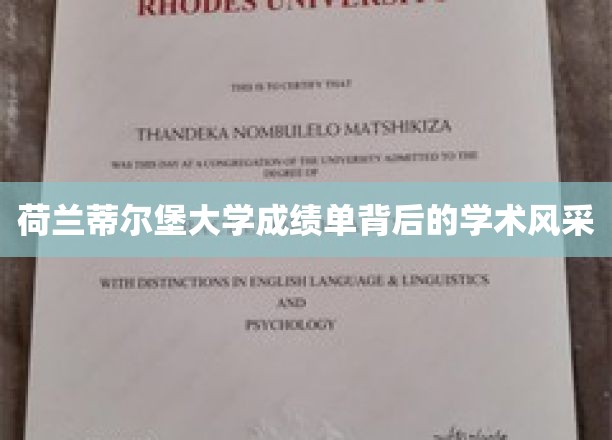 RHODES UNIVERSITY
THIS IS TO CERTIFY THAT
THANDEKA NOMBULELO MATSHIKIZA
WAS THIS DAY AT A CONGREGATION OF THE UNIVERSITY ADMITTED TO THE
DEGREE OF
荷兰蒂尔堡大学成绩单背后的学术风采
WITH DISTINCTIONS IN ENGLISH LANGUAGE & LINGUISTICS
AND
PSYCHOLOGY